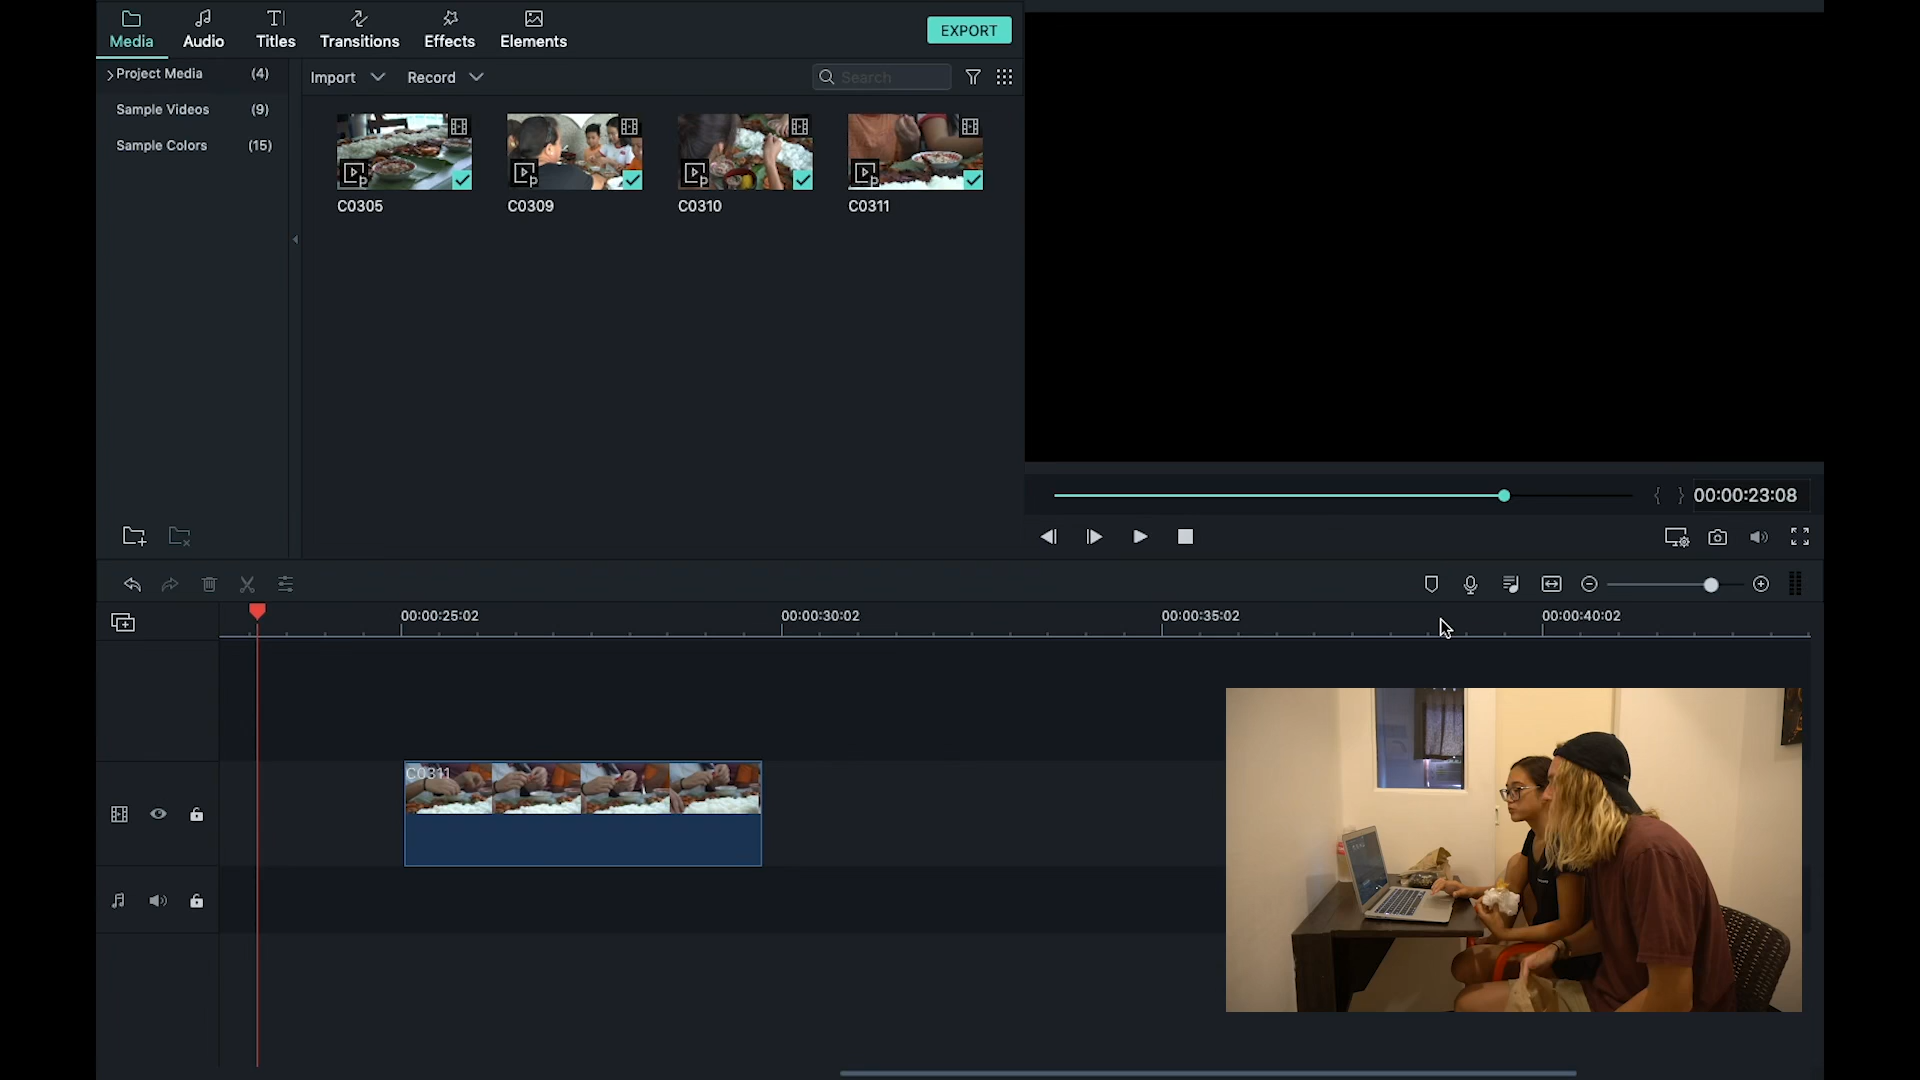 Media
Audio
Titles
Transitions
Effects
Elements
EXPORT
Project Media (4)
Import
Record
Search
Sample Videos (9)
Sample Colors (15)
C0305
C0309
C0310
C0311
00:00:23:08
00:00:25:02
00:00:30:02
00:00:35:02
00:00:40:02
C0311